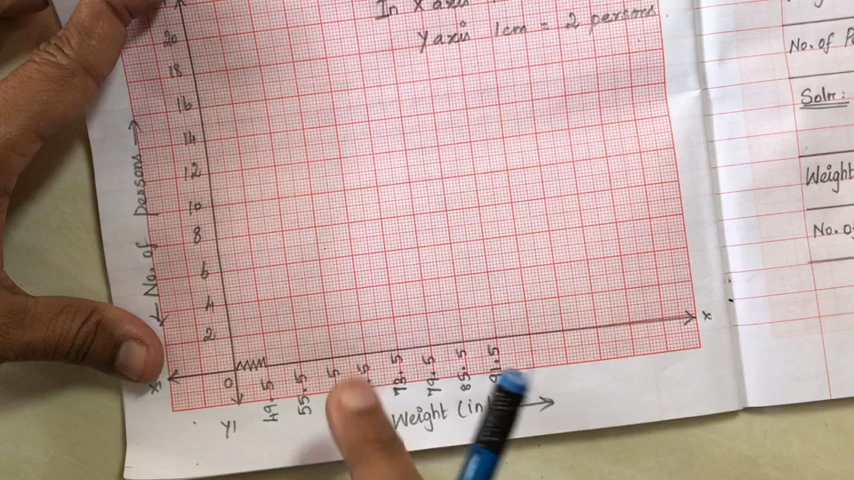 In X axis
Y axis 1cm = 2 persons
20
18
16
14
12
10
8
6
4
2
0
No. of Persons
49.5 55.5 73.5 79.5 85.5 91.5
X
Y1
Weight (in
No. of
Soln:
Weight
No. o